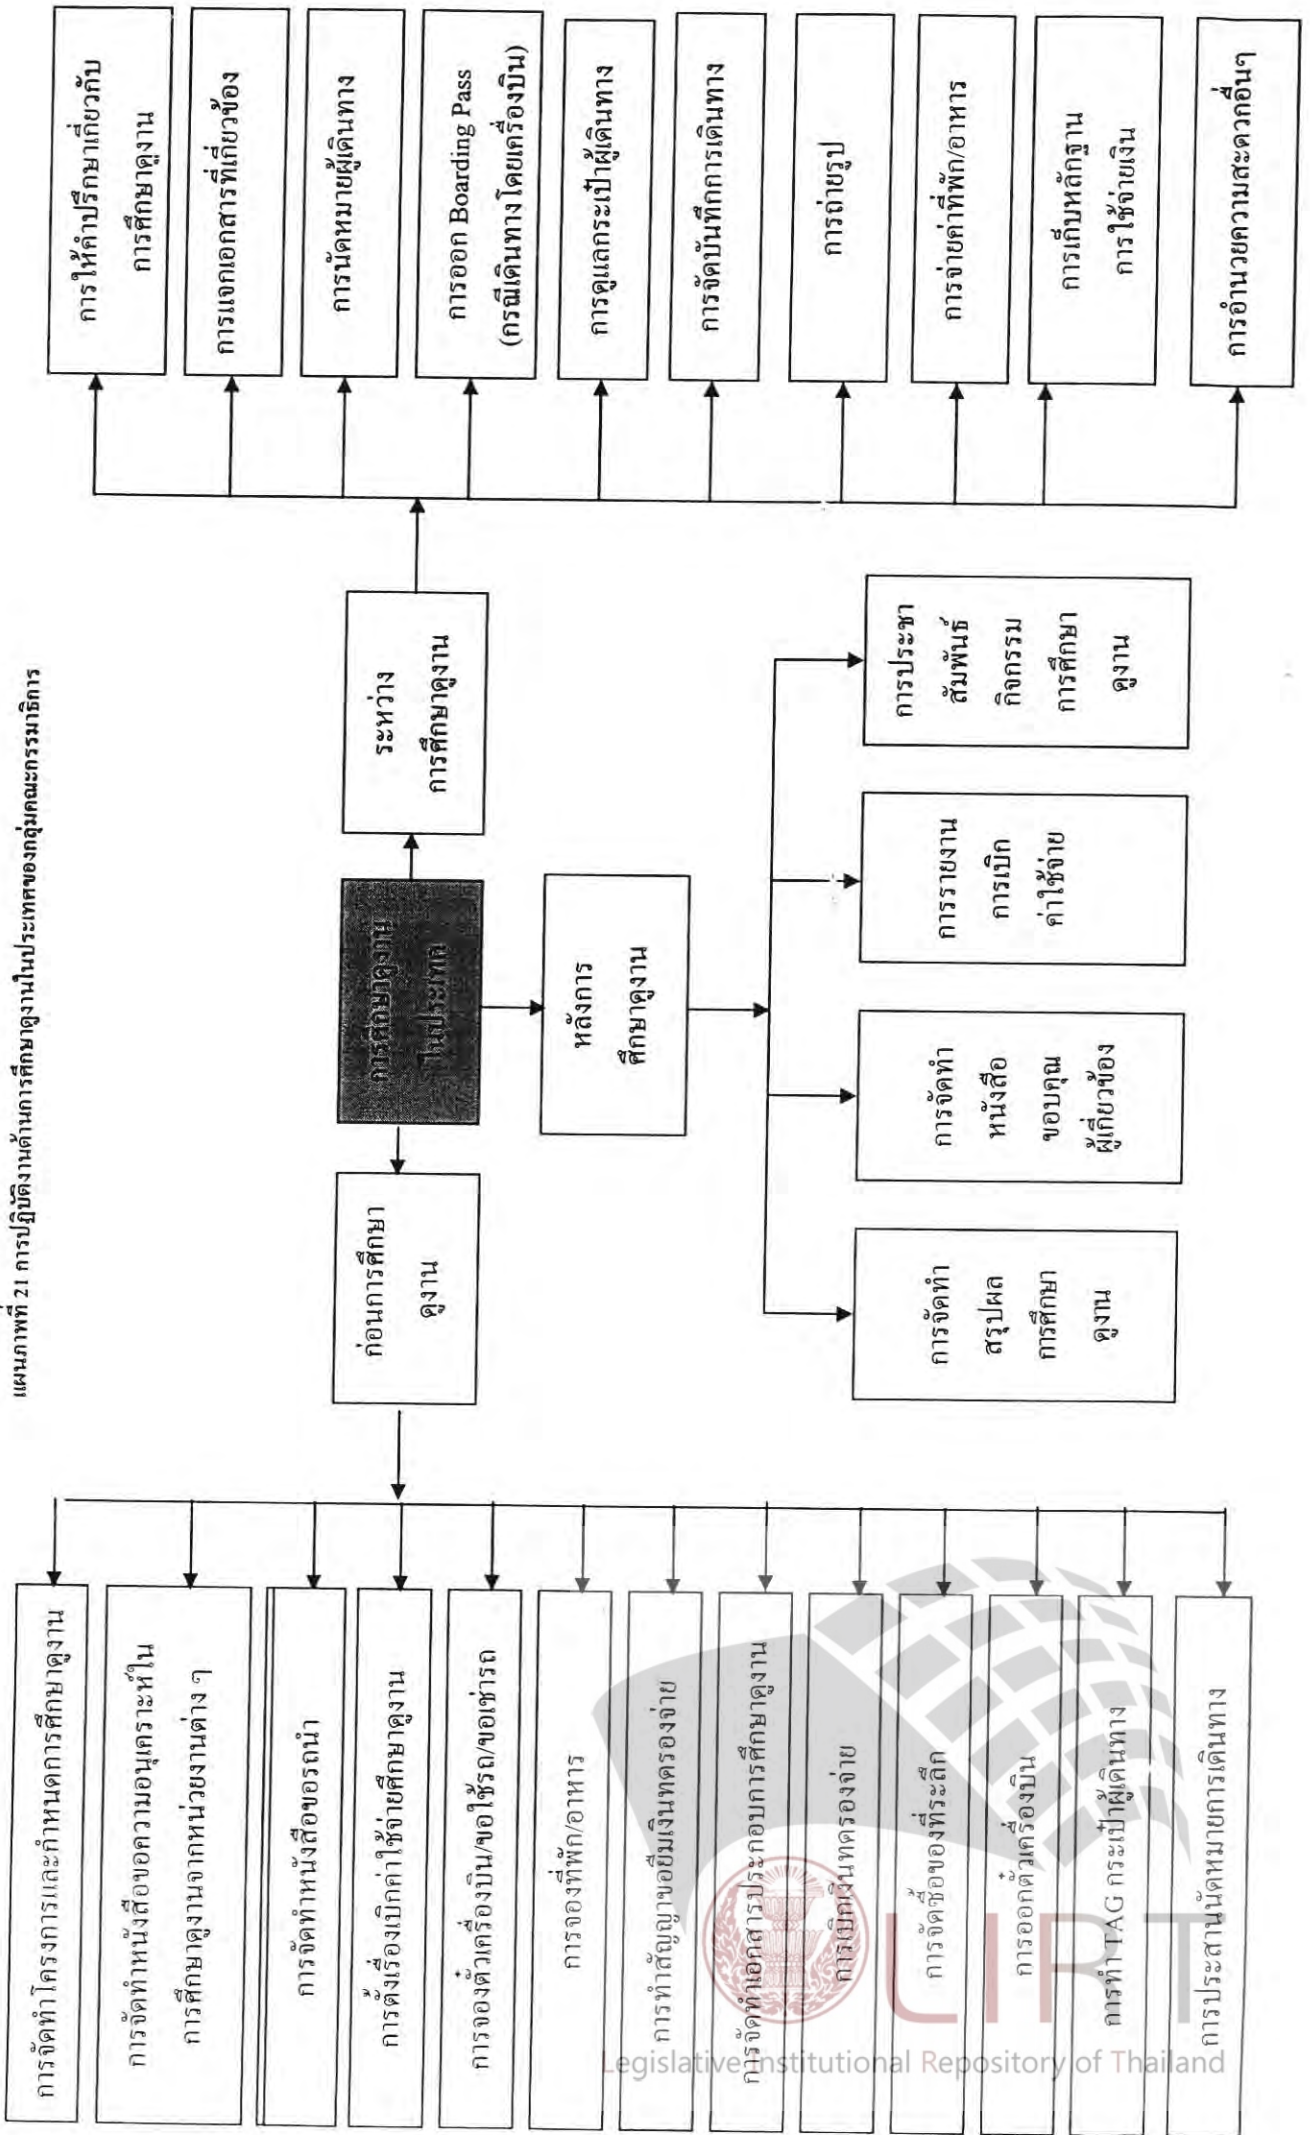 แผนภาพที่ 21 การปฏิบัติงานด้านการศึกษาดูงานในประเทศของกลุ่มคณะกรรมาธิการ
การจัดทำโครงการและกำหนดการศึกษาดูงาน
การจัดทำหนังสือขอความอนุเคราะห์ใน
การศึกษาดูงานจากหน่วยงานต่าง ๆ
การจัดทำหนังสือขอรถนำ
การตั้งเรื่องเบิกค่าใช้จ่ายศึกษาดูงาน
การจองตั๋วเครื่องบิน/ขอใช้รถ/ขอเช่ารถ
การจองที่พัก/อาหาร
การทำสัญญาขอยืมเงินทดรองจ่าย
การจัดทำเอกสารประกอบการศึกษาดูงาน
การเบิกเงินทดรองจ่าย
การจัดซื้อของที่ระลึก
การออกตั๋วเครื่องบิน
การทำ TAG กระเป๋าผู้เดินทาง
การประสานนัดหมายการเดินทาง
ก่อนการศึกษา
ดูงาน
การศึกษาดูงาน
ในประเทศ
ระหว่าง
การศึกษาดูงาน
หลังการ
ศึกษาดูงาน
การจัดทำ
สรุปผล
การศึกษา
ดูงาน
การจัดทำ
หนังสือ
ขอบคุณ
ผู้เกี่ยวข้อง
การรายงาน
การเบิก
ค่าใช้จ่าย
การประชา
สัมพันธ์
กิจกรรม
การศึกษา
ดูงาน
การให้คำปรึกษาเกี่ยวกับ
การศึกษาดูงาน
การแจกเอกสารที่เกี่ยวข้อง
การนัดหมายผู้เดินทาง
การออก Boarding Pass
(กรณีเดินทางโดยเครื่องบิน)
การดูแลกระเป๋าผู้เดินทาง
การจัดบันทึกการเดินทาง
การถ่ายรูป
การจ่ายค่าที่พัก/อาหาร
การเก็บหลักฐาน
การใช้จ่ายเงิน
การอำนวยความสะดวกอื่นๆ
LIRT
Legislative Institutional Repository of Thailand